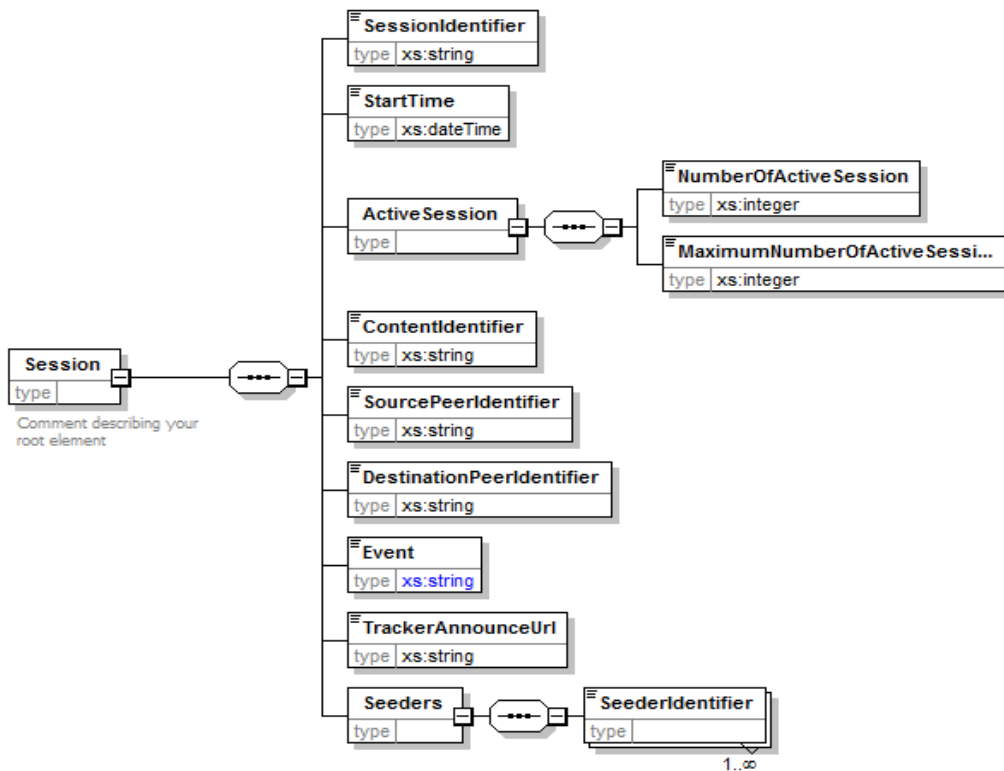 SessionIdentifier
type xs:string
StartTime
type xs:dateTime
NumberOfActiveSession
type xs:integer
ActiveSession
type
MaximumNumberOfActiveSessi...
type xs:integer
ContentIdentifier
type xs:string
Session
type
Comment describing your
root element
SourcePeerIdentifier
type xs:string
DestinationPeerIdentifier
type xs:string
Event
type xs:string
TrackerAnnounceUrl
type xs:string
Seeders
type
SeederIdentifier
type
1..∞